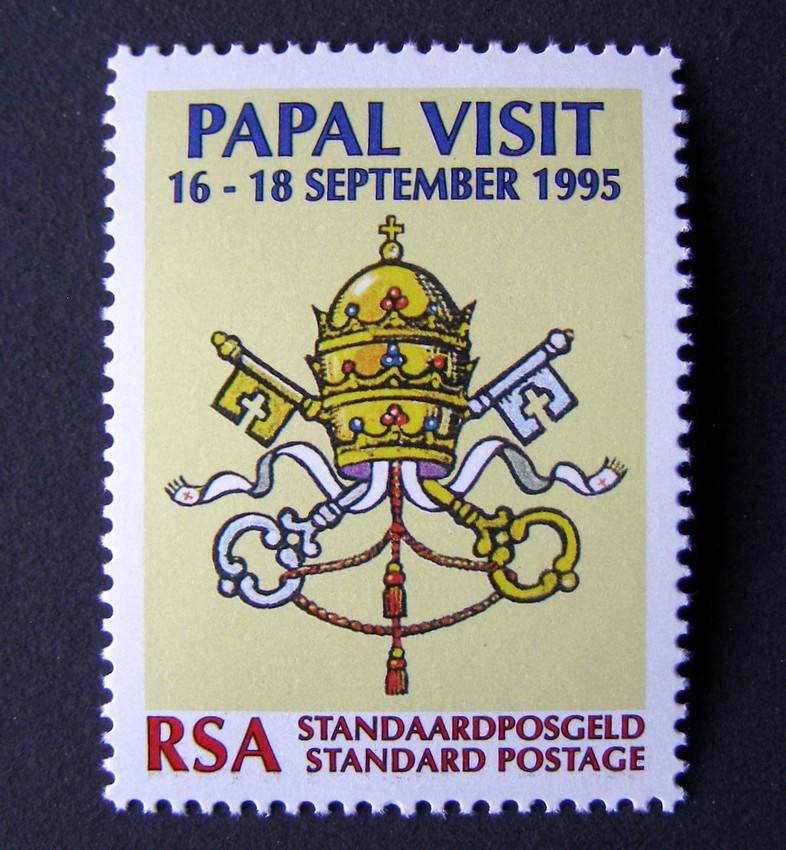 PAPAL VISIT
16 - 18 SEPTEMBER 1995
RSA
STANDAARDPOSGELD
STANDARD POSTAGE